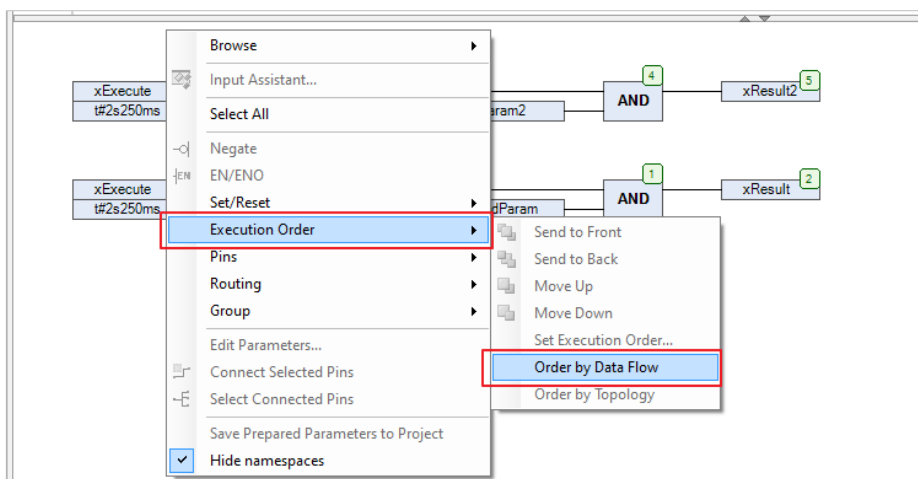 Browse
Input Assistant...
Select All
Negate
EN/ENO
Set/Reset
Execution Order
Pins
Routing
Group
Edit Parameters...
Connect Selected Pins
Select Connected Pins
Save Prepared Parameters to Project
Hide namespaces
Send to Front
Send to Back
Move Up
Move Down
Set Execution Order...
Order by Data Flow
Order by Topology
xExecute
t#2s250ms
4
AND
5
xResult2
xExecute
t#2s250ms
1
AND
2
xResult
EN